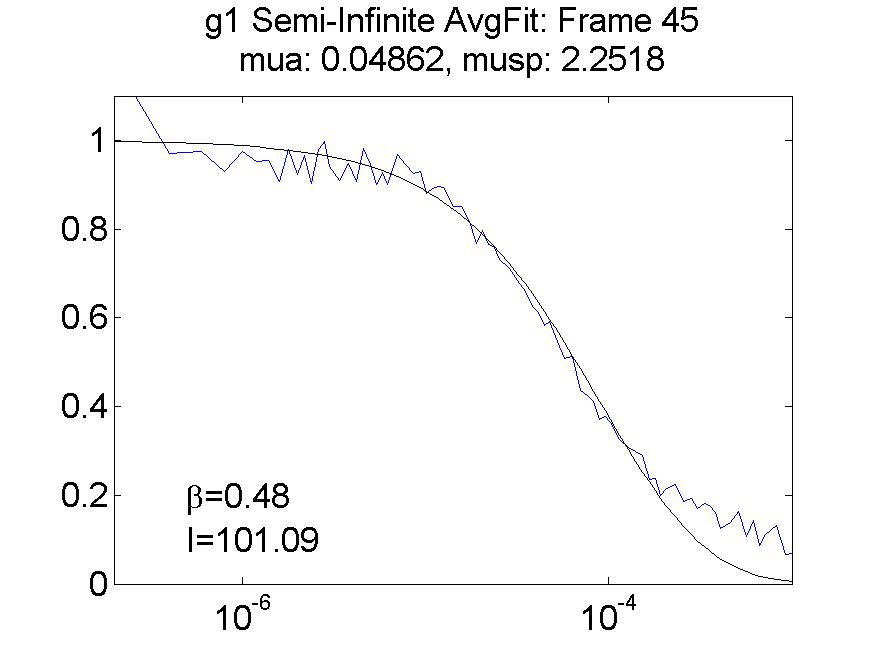 g1 Semi-Infinite AvgFit: Frame 45
mua: 0.04862, musp: 2.2518
1
0.8
0.6
0.4
0.2
0
β=0.48
I=101.09
10^-6
10^-4